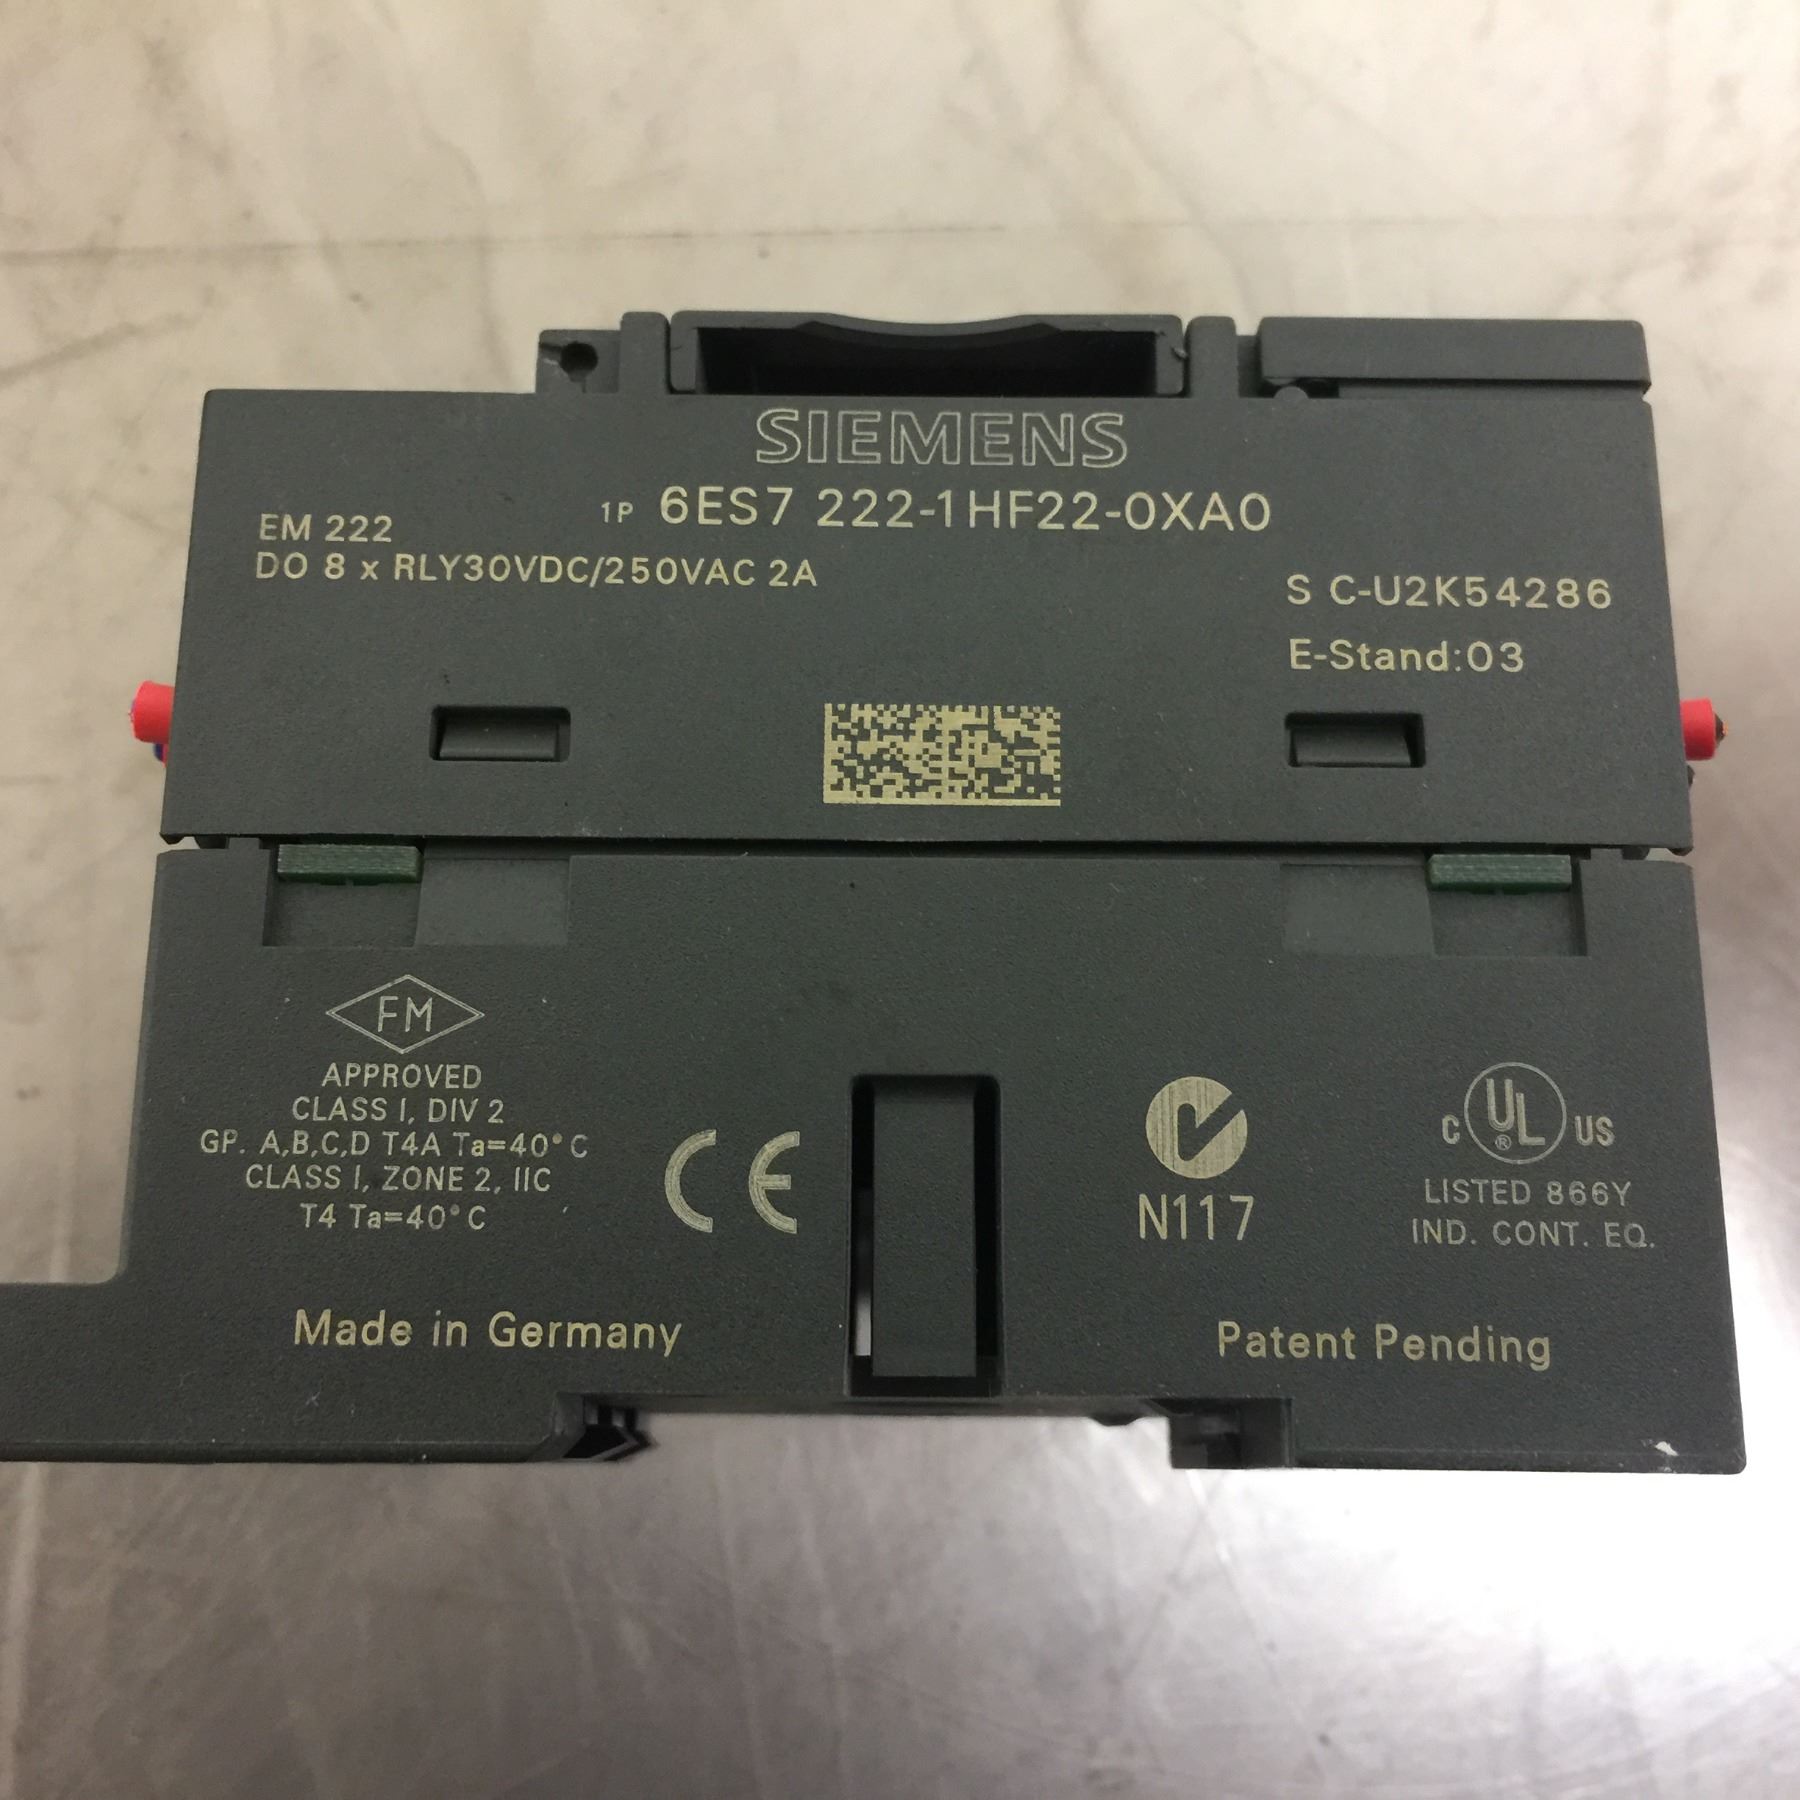 SIEMENS
1P 6ES7 222-1HF22-0XA0
EM 222
DO 8 x RLY30VDC/250VAC 2A
S C-U2K54286
E-Stand:03
FM
APPROVED
CLASS I, DIV 2
GP. A,B,C,D T4A Ta=40°C
CLASS I, ZONE 2, IIC
T4 Ta=40°C
CE
N117
C UL® US
LISTED 866Y
IND. CONT. EQ.
Made in Germany
Patent Pending